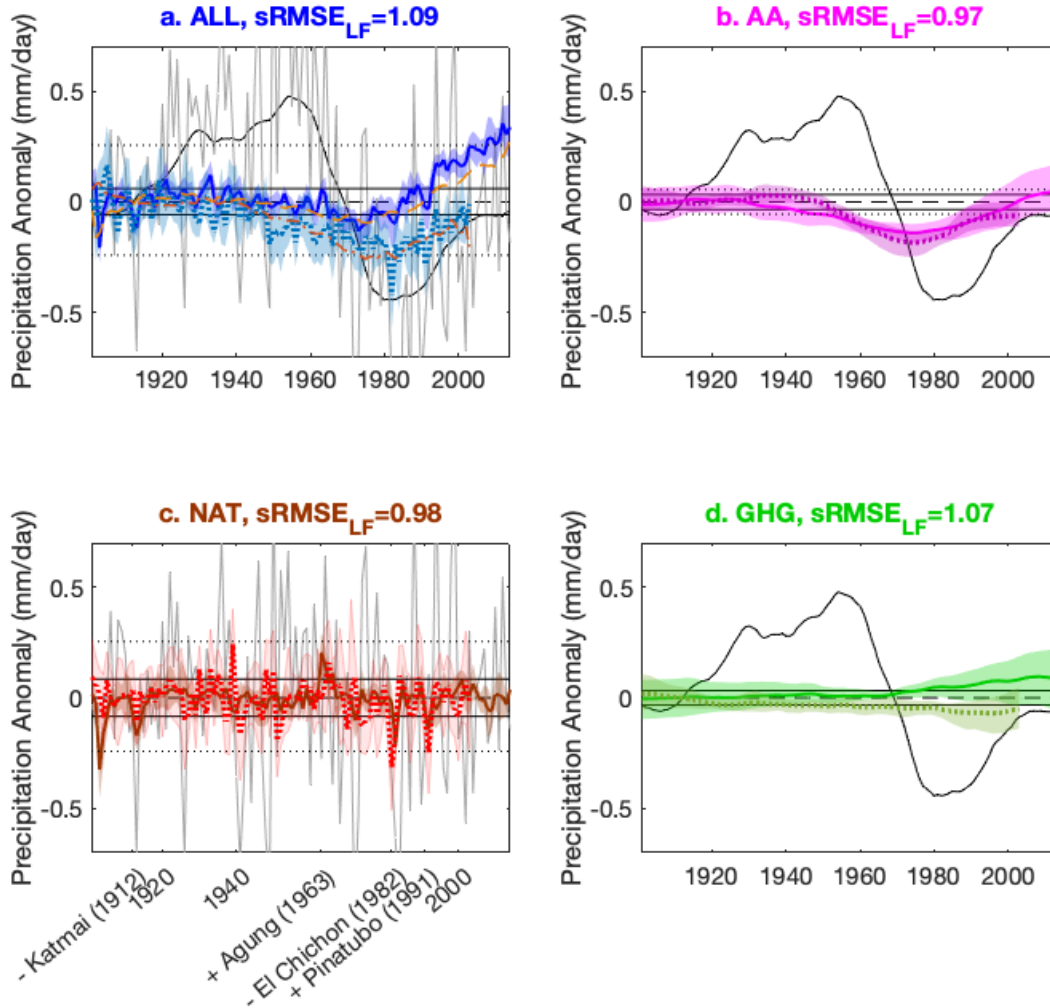 a. ALL, sRMSE_LF=1.09
Precipitation Anomaly (mm/day)
0.5
0
-0.5
1920 1940 1960 1980 2000
b. AA, sRMSE_LF=0.97
Precipitation Anomaly (mm/day)
0.5
0
-0.5
1920 1940 1960 1980 2000
c. NAT, sRMSE_LF=0.98
Precipitation Anomaly (mm/day)
0.5
0
-0.5
- Katmai (1912)
1920
1940
+ Agung (1963)
- El Chichon (1982)
+ Pinatubo (1991)
2000
d. GHG, sRMSE_LF=1.07
Precipitation Anomaly (mm/day)
0.5
0
-0.5
1920 1940 1960 1980 2000